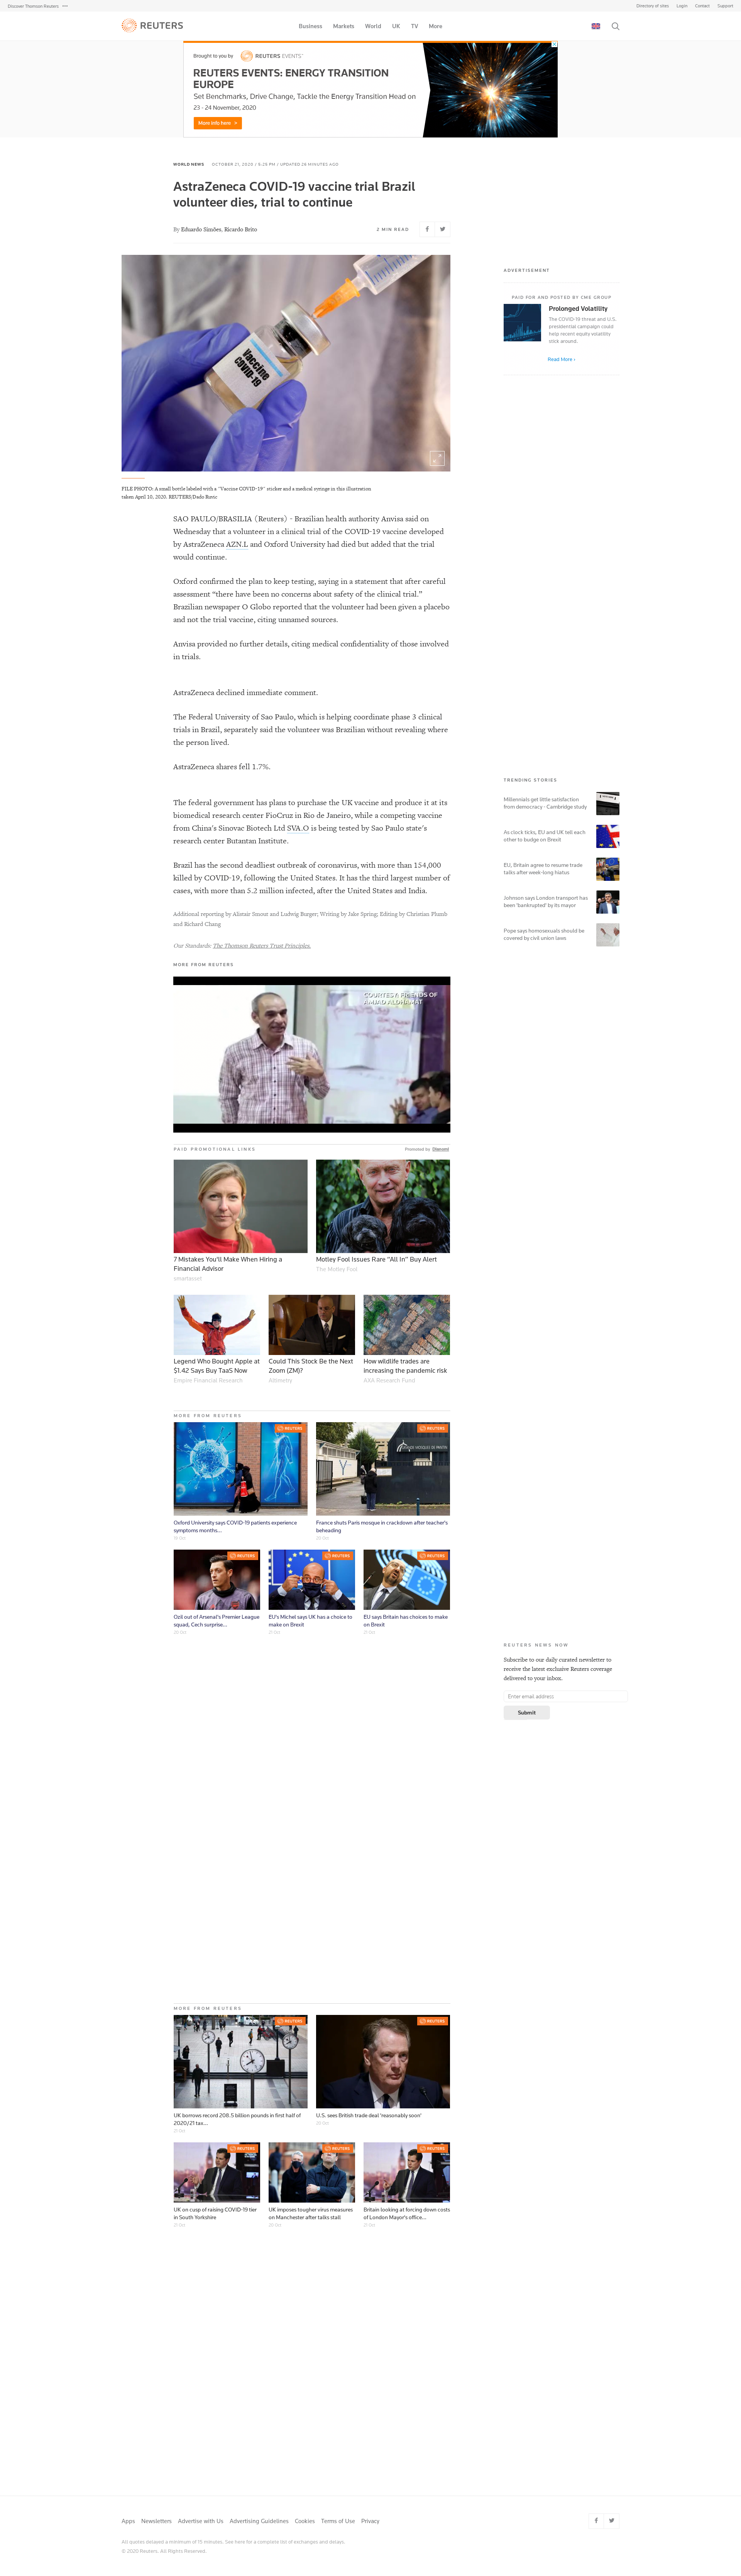 Discover Thomson Reuters
Directory of sites Login Contact Support
REUTERS
Business Markets World UK TV More
Brought to you by REUTERS EVENTS
REUTERS EVENTS: ENERGY TRANSITION
EUROPE
Set Benchmarks, Drive Change, Tackle the Energy Transition Head on
23 - 24 November, 2020
More info here >
WORLD NEWS OCTOBER 21, 2020 / 6:25 PM / UPDATED 26 MINUTES AGO
AstraZeneca COVID-19 vaccine trial Brazil
volunteer dies, trial to continue
By Eduardo Simões, Ricardo Brito
2 MIN READ
Vaccine
COVID-19
FILE PHOTO: A small bottle labeled with a "Vaccine COVID-19" sticker and a medical syringe in this illustration
taken April 10, 2020. REUTERS/Dado Ruvic
SAO PAULO/BRASILIA (Reuters) - Brazilian health authority Anvisa said on
Wednesday that a volunteer in a clinical trial of the COVID-19 vaccine developed
by AstraZeneca AZN.L and Oxford University had died but added that the trial
would continue.
Oxford confirmed the plan to keep testing, saying in a statement that after careful
assessment "there have been no concerns about safety of the clinical trial."
Brazilian newspaper O Globo reported that the volunteer had been given a placebo
and not the trial vaccine, citing unnamed sources.
Anvisa provided no further details, citing medical confidentiality of those involved
in trials.
AstraZeneca declined immediate comment.
The Federal University of Sao Paulo, which is helping coordinate phase 3 clinical
trials in Brazil, separately said the volunteer was Brazilian without revealing where
the person lived.
AstraZeneca shares fell 1.7%.
The federal government has plans to purchase the UK vaccine and produce it at its
biomedical research center FioCruz in Rio de Janeiro, while a competing vaccine
from China's Sinovac Biotech Ltd SVA.O is being tested by Sao Paulo state's
research center Butantan Institute.
Brazil has the second deadliest outbreak of coronavirus, with more than 154,000
killed by COVID-19, following the United States. It has the third largest number of
cases, with more than 5.2 million infected, after the United States and India.
Additional reporting by Alistair Smout and Ludwig Burger; Writing by Jake Spring; Editing by Christian Plumb
and Richard Chang
Our Standards: The Thomson Reuters Trust Principles.
ADVERTISEMENT
PAID FOR AND POSTED BY CME GROUP
Prolonged Volatility
The COVID-19 threat and U.S.
presidential campaign could
help recent equity volatility
stick around.
Read More ›
TRENDING STORIES
Millennials get little satisfaction
from democracy - Cambridge study
As clock ticks, EU and UK tell each
other to budge on Brexit
EU, Britain agree to resume trade
talks after week-long hiatus
Johnson says London transport has
been 'bankrupted' by its mayor
Pope says homosexuals should be
covered by civil union laws
MORE FROM REUTERS
COURTESY: FRIENDS OF
AMJAD ALDHAMAT
PAID PROMOTIONAL LINKS
Promoted by
7 Mistakes You'll Make When Hiring a
Financial Advisor
smartasset
Motley Fool Issues Rare "All In" Buy Alert
The Motley Fool
Legend Who Bought Apple at
$1.42 Says Buy TaaS Now
Empire Financial Research
Could This Stock Be the Next
Zoom (ZM)?
Altimetry
How wildlife trades are
increasing the pandemic risk
AXA Research Fund
MORE FROM REUTERS
REUTERS
REUTERS
Oxford University says COVID-19 patients experience
symptoms months...
France shuts Paris mosque in crackdown after teacher's
beheading
REUTERS
REUTERS
REUTERS
Ozil out of Arsenal's Premier League
squad, Cech surprise...
EU's Michel says UK has a choice to
make on Brexit
EU says Britain has choices to make
on Brexit
REUTERS NEWS NOW
Subscribe to our daily curated newsletter to
receive the latest exclusive Reuters coverage
delivered to your inbox.
Enter email address
Submit
MORE FROM REUTERS
REUTERS
REUTERS
UK borrows record 208.5 billion pounds in first half of
2020/21 tax...
U.S. sees British trade deal 'reasonably soon'
REUTERS
REUTERS
REUTERS
UK on cusp of raising COVID-19 tier
in South Yorkshire
UK imposes tougher virus measures
on Manchester after talks stall
Britain looking at forcing down costs
of London Mayor's office...
Apps Newsletters Advertise with Us Advertising Guidelines Cookies Terms of Use Privacy
All quotes delayed a minimum of 15 minutes. See here for a complete list of exchanges and delays.
© 2020 Reuters. All Rights Reserved.